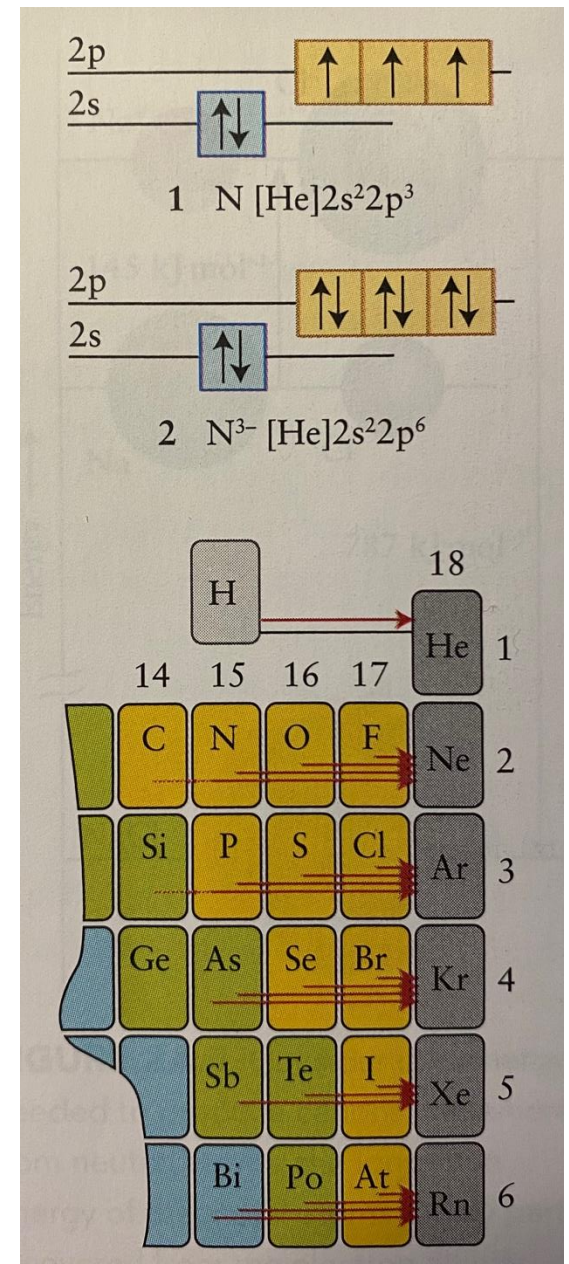 2p
2s
1 N [He]2s²2p³
2p
2s
2 N³⁻ [He]2s²2p⁶
18
H
He 1
14 15 16 17
C N O F Ne 2
Si P S Cl Ar 3
Ge As Se Br Kr 4
Sb Te I Xe 5
Bi Po At Rn 6